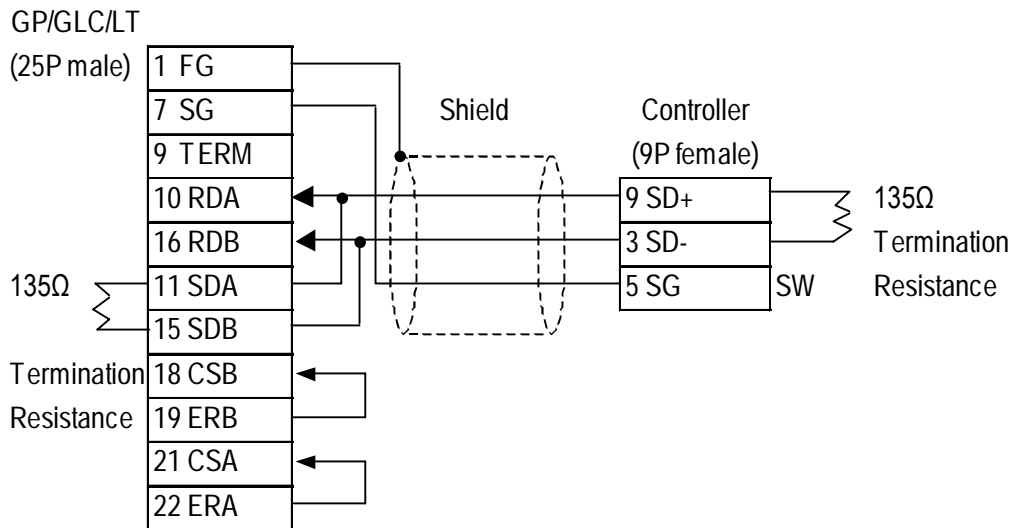 GP/GLC/LT
(25P male)
1 FG
7 SG
9 TERM
10 RDA
16 RDB
11 SDA
15 SDB
18 CSB
19 ERB
21 CSA
22 ERA
135Ω
Termination
Resistance
Shield
Controller
(9P female)
9 SD+
3 SD-
5 SG
SW
135Ω
Termination
Resistance